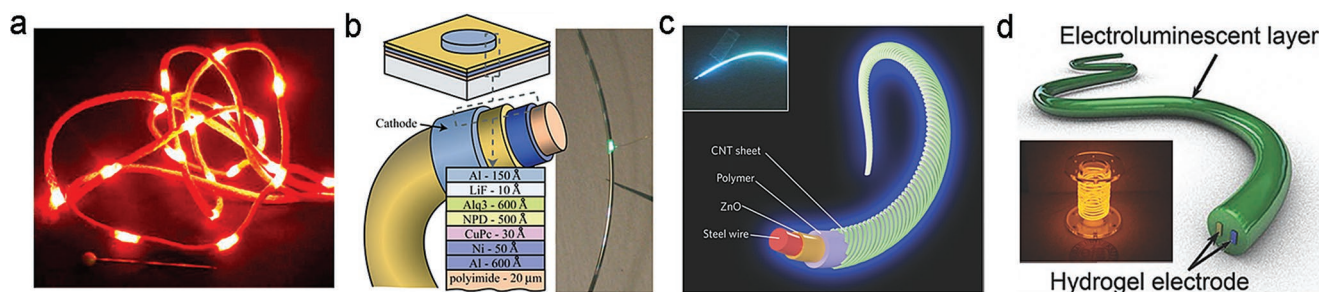 a
b
Cathode
Al - 150 Å
LiF - 10 Å
Alq3 - 600 Å
NPD - 500 Å
CuPc - 30 Å
Ni - 50 Å
Al - 600 Å
polyimide - 20 μm
c
CNT sheet
Polymer
ZnO
Steel wire
d
Electroluminescent layer
Hydrogel electrode